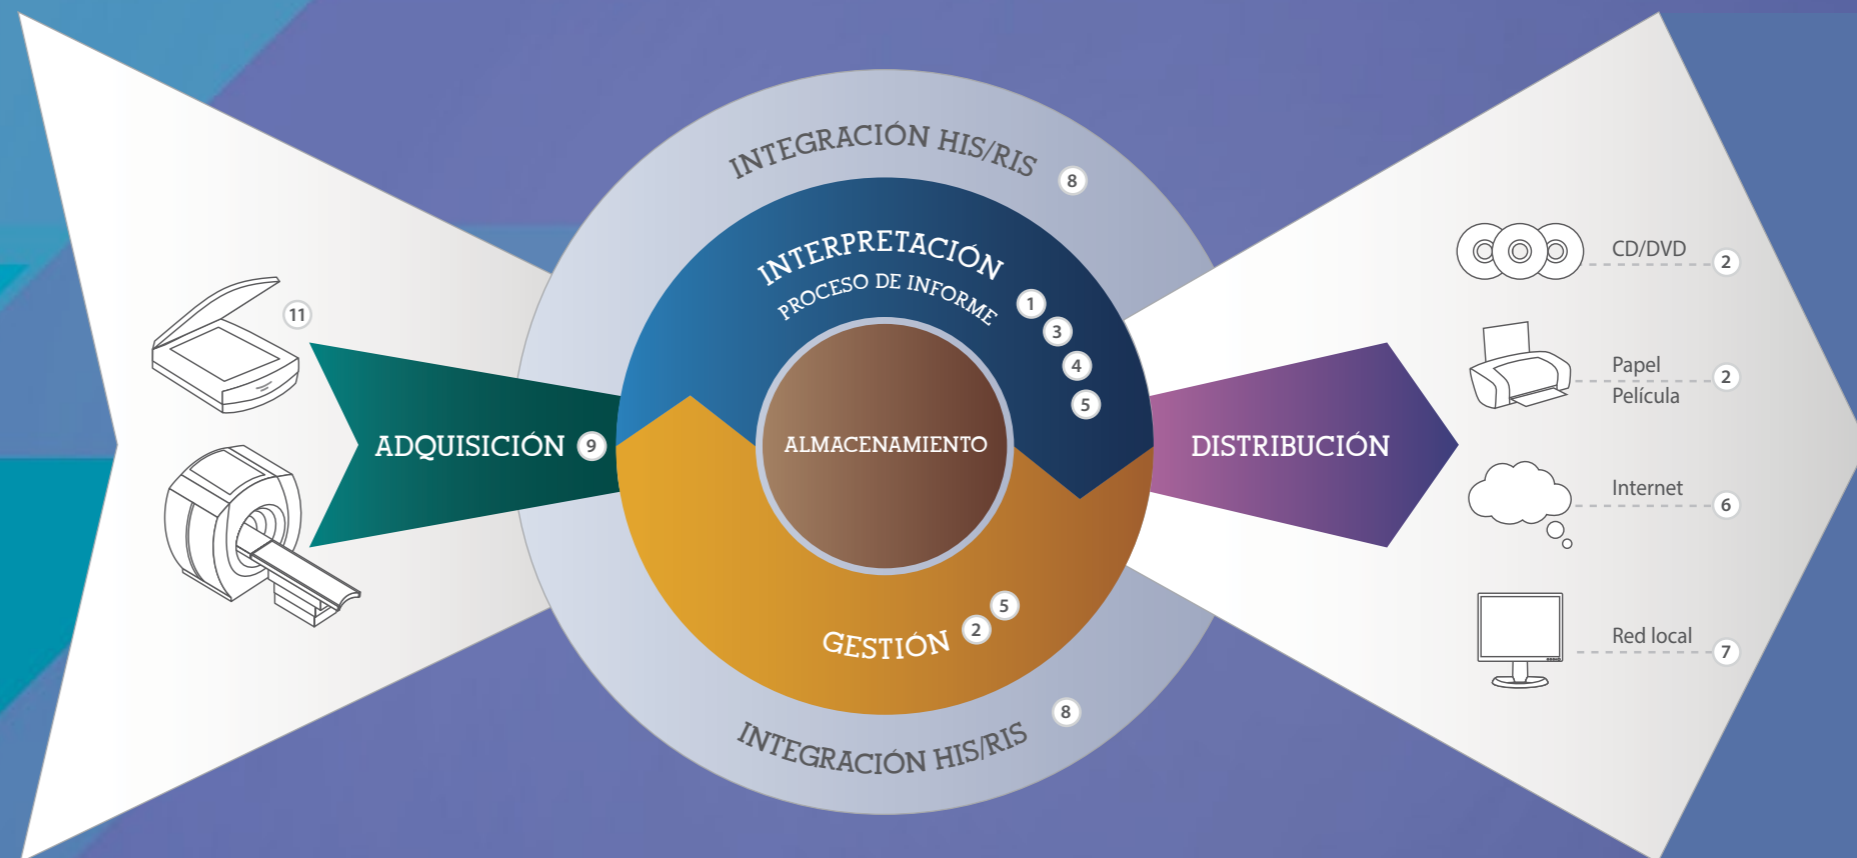 11
ADQUISICIÓN 9
INTEGRACIÓN HIS/RIS 8
INTERPRETACIÓN
PROCESO DE INFORME
1
3
4
5
ALMACENAMIENTO
GESTIÓN 2 5
INTEGRACIÓN HIS/RIS 8
DISTRIBUCIÓN
CD/DVD 2
Papel
Película 2
Internet 6
Red local 7